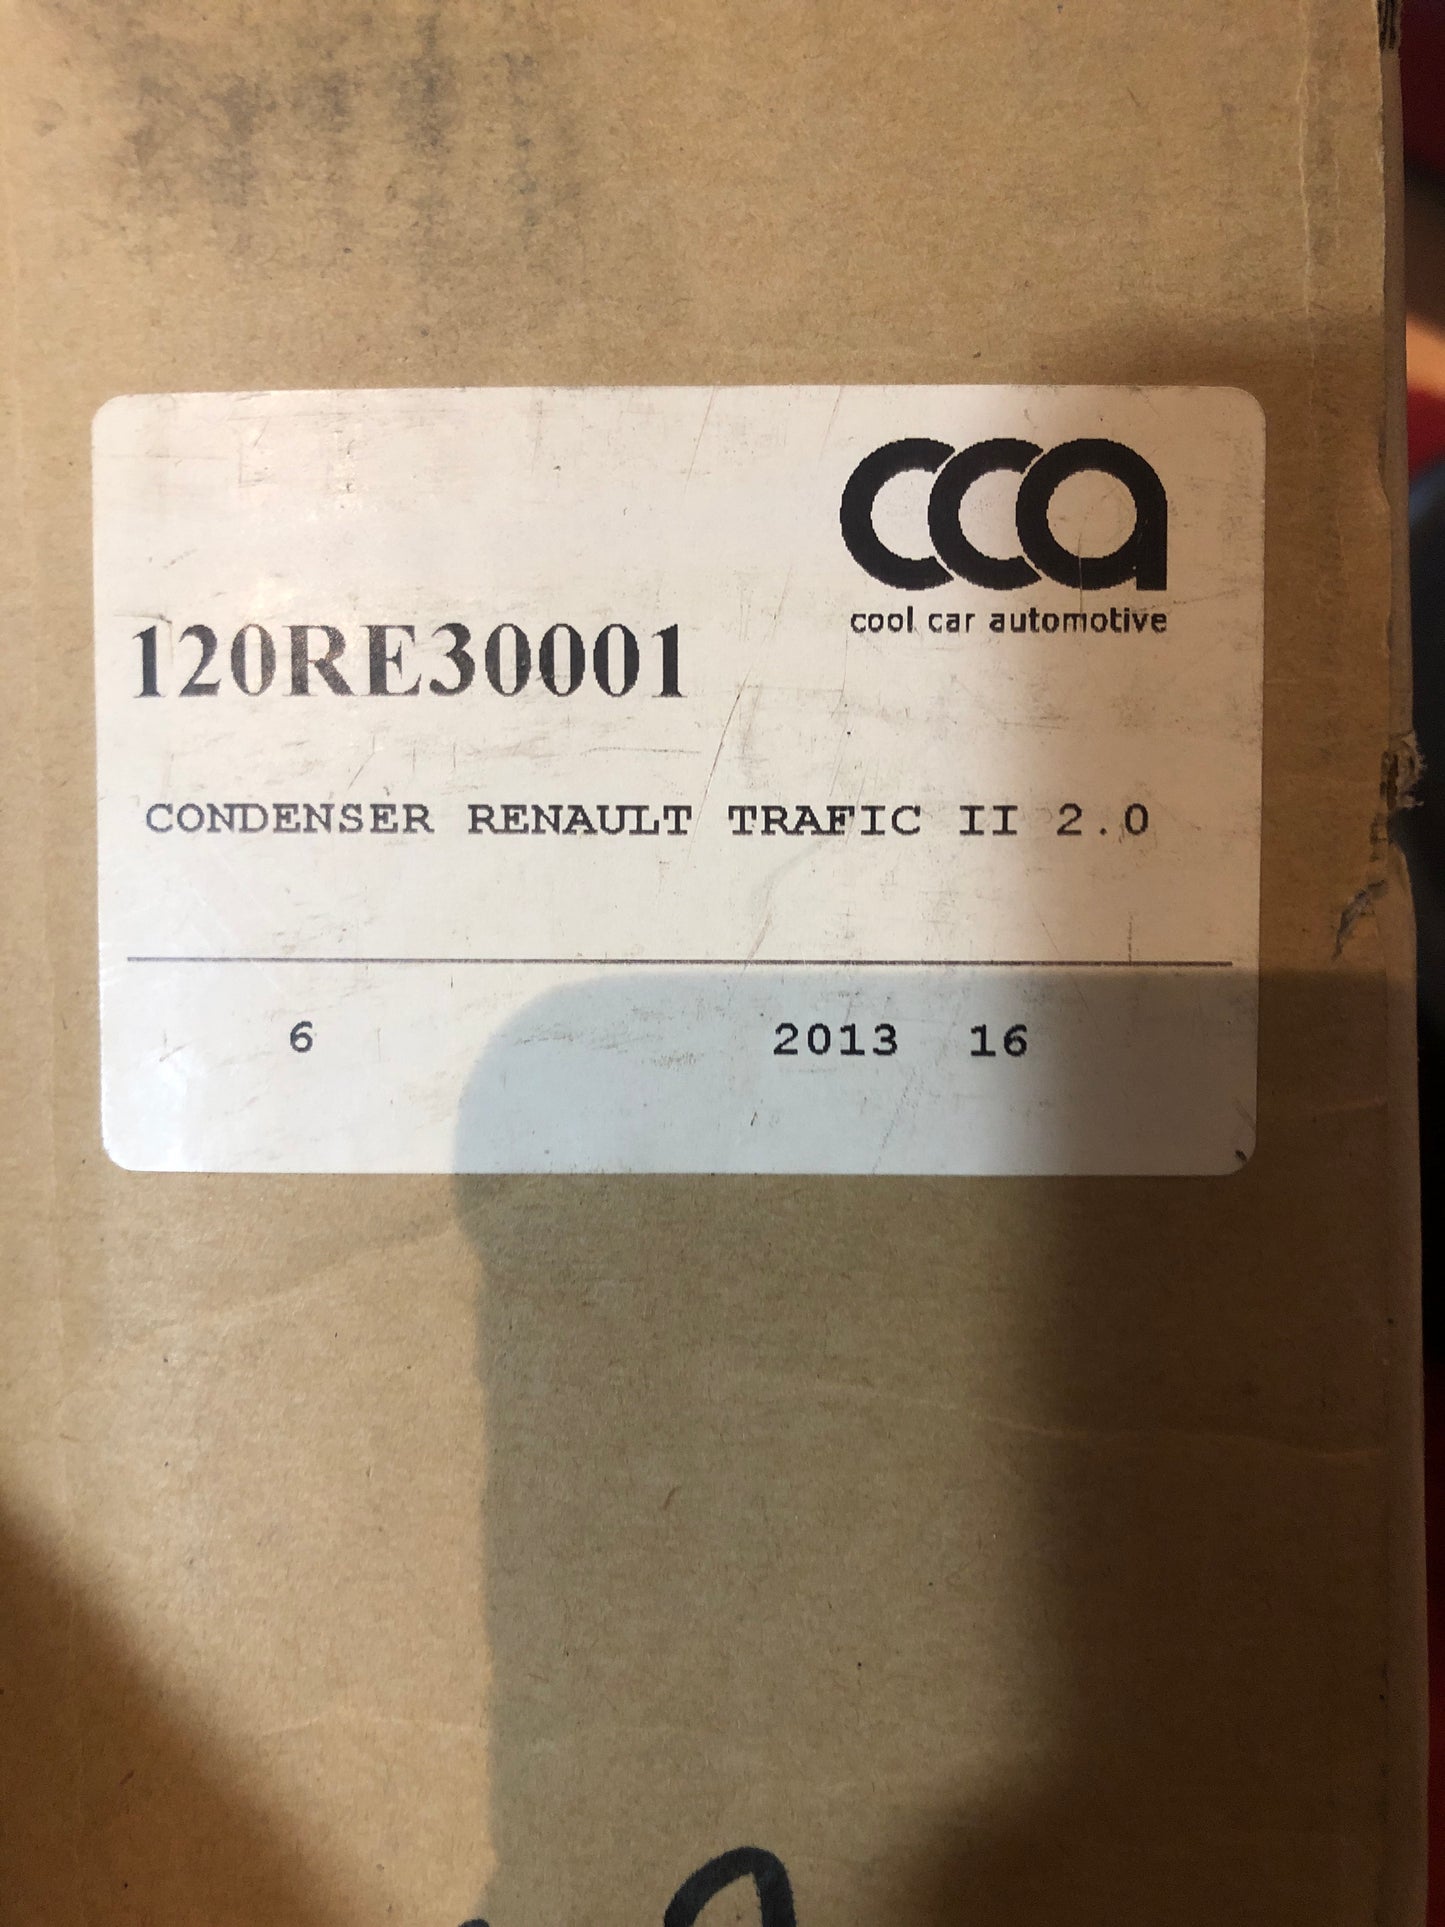 cca
cool car automotive
120RE30001
CONDENSER RENAULT TRAFIC II 2.0
6 2013 16